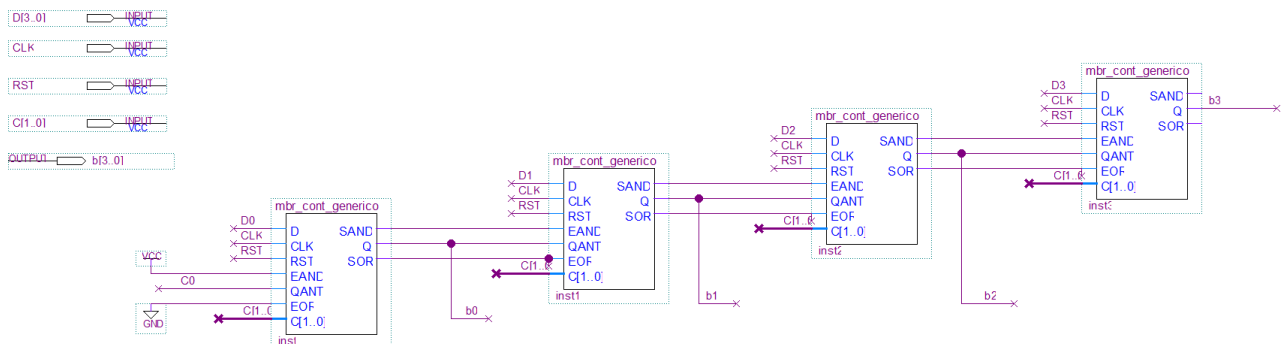 D[3..0] INPUT VCC
CLK INPUT VCC
RST INPUT VCC
C[1..0] INPUT VCC
OUTPUT b[3..0]
mbr_cont_generico
D3
CLK
RST
D SAND
CLK Q
RST SOR
EAND
QANT
EOR
C[1..0]
C[1..0]
b3
inst3
mbr_cont_generico
D2
CLK
RST
D SAND
CLK Q
RST SOR
EAND
QANT
EOR
C[1..0]
C[1..0]
b2
inst2
mbr_cont_generico
D1
CLK
RST
D SAND
CLK Q
RST SOR
EAND
QANT
EOR
C[1..0]
C[1..0]
b1
inst1
mbr_cont_generico
D0
CLK
RST
D SAND
CLK Q
RST SOR
EAND
QANT
EOR
C[1..0]
VCC
C0
GND
C[1..0]
b0
inst